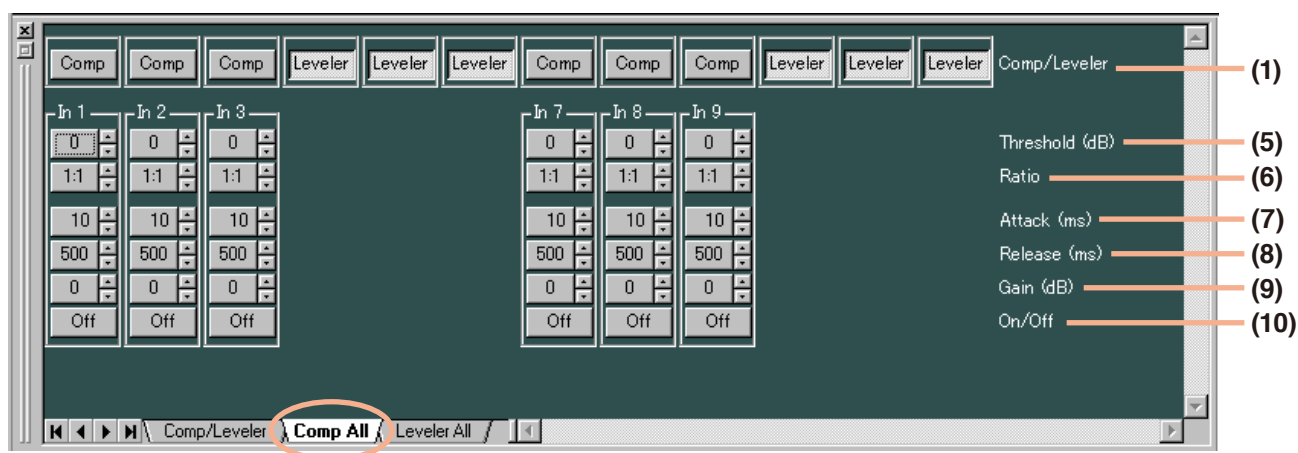 Comp Comp Comp Leveler Leveler Leveler Comp Comp Comp Leveler Leveler Leveler Comp/Leveler (1)
In 1 In 2 In 3 In 7 In 8 In 9
0 0 0 0 0 0 Threshold (dB) (5)
1:1 1:1 1:1 1:1 1:1 1:1 Ratio (6)
10 10 10 10 10 10 Attack (ms) (7)
500 500 500 500 500 500 Release (ms) (8)
0 0 0 0 0 0 Gain (dB) (9)
Off Off Off Off Off Off On/Off (10)
Comp/Leveler Comp All Leveler All